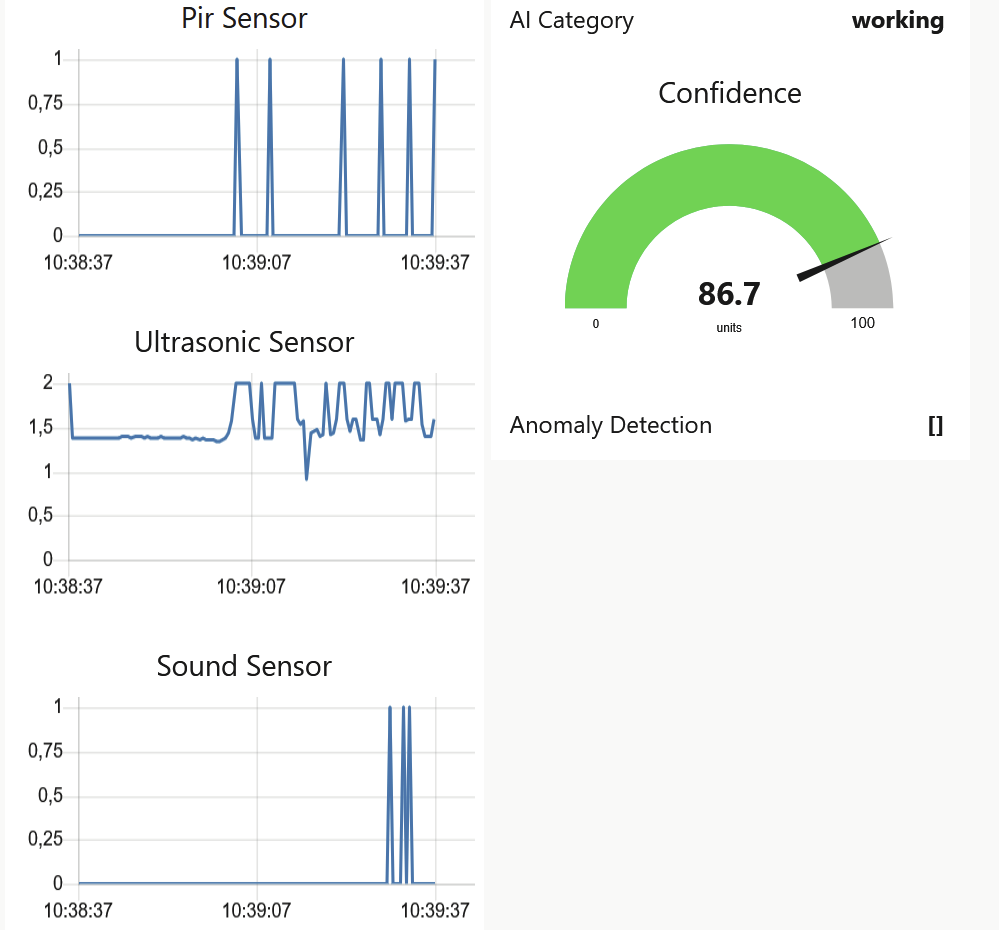 Pir Sensor
1
0,75
0,5
0,25
0
10:38:37 10:39:07 10:39:37
Ultrasonic Sensor
2
1,5
1
0,5
0
10:38:37 10:39:07 10:39:37
Sound Sensor
1
0,75
0,5
0,25
0
10:38:37 10:39:07 10:39:37
AI Category working
Confidence
86.7
units
0 100
Anomaly Detection []